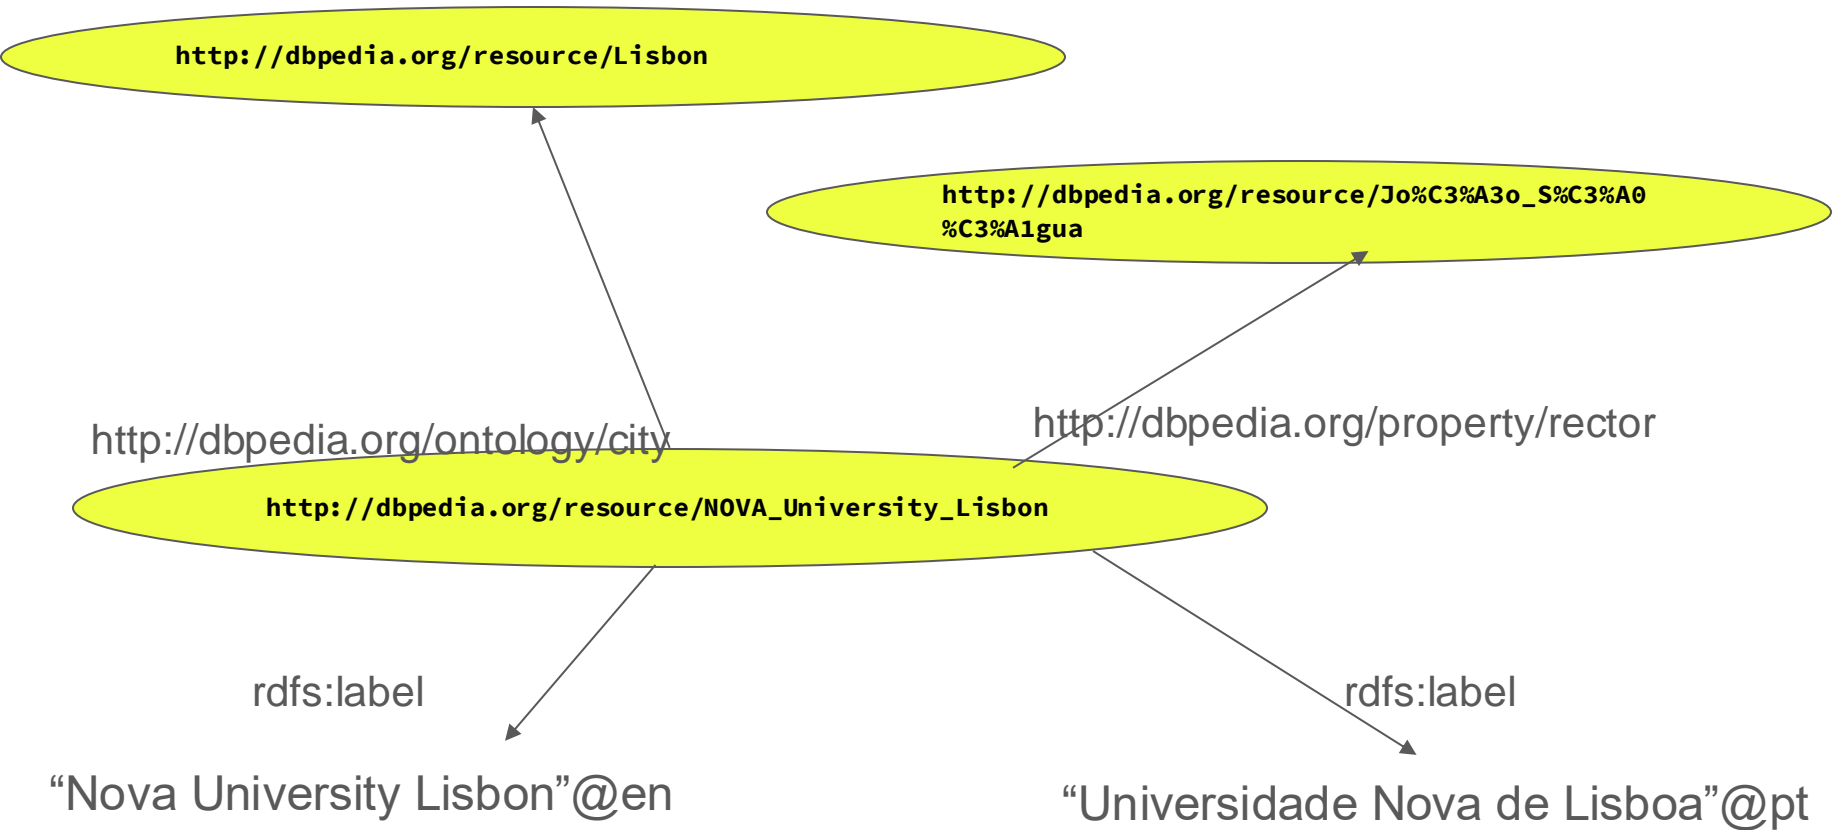 http://dbpedia.org/resource/Lisbon
http://dbpedia.org/resource/Jo%C3%A3o_S%C3%A0
%C3%A1gua
http://dbpedia.org/ontology/city
http://dbpedia.org/property/rector
http://dbpedia.org/resource/NOVA_University_Lisbon
rdfs:label
rdfs:label
“Nova University Lisbon”@en
“Universidade Nova de Lisboa”@pt